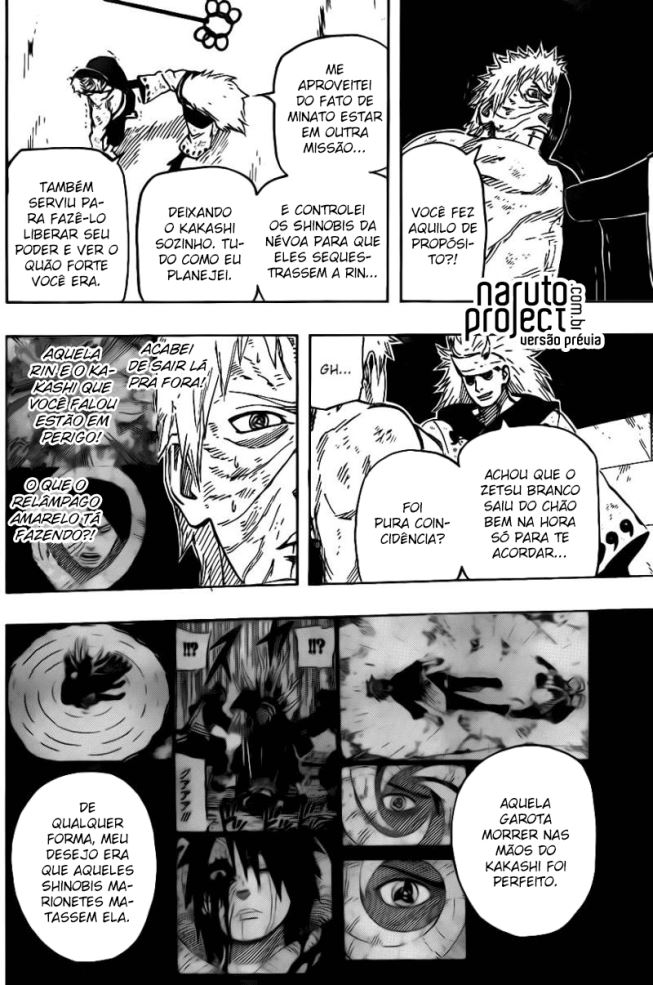 ME
APROVEITEI
DO FATO DE
MINATO ESTAR
EM OUTRA
MISSÃO...
E CONTROLEI
OS SHINOBIS DA
NÉVOA PARA QUE
ELES SEQUES-
TRASSEM A RIN...
DEIXANDO
O KAKASHI
SOZINHO. TU-
DO COMO EU
PLANEJEI.
TAMBÉM
SERVIU PA-
RA FAZÊ-LO
LIBERAR SEU
PODER E VER O
QUÃO FORTE
VOCÊ ERA.
VOCÊ FEZ
AQUILO DE
PROPÓSI-
TO?!
naruto
project
.com.br
versão prévia
ACABEI
DE SAIR LÁ
PRA FORA!
AQUELA
RIN E O KA-
KASHI QUE
VOCÊ FALOU
ESTÃO EM
PERIGO!
O QUE O
RELÂMPAGO
AMARELO TÁ
FAZENDO?!
GH...
ACHOU QUE O
ZETSU BRANCO
SAIU DO CHÃO
BEM NA HORA
SÓ PARA TE
ACORDAR...
FOI
PURA COIN-
CIDÊNCIA?
!!?
!!?
DE
QUALQUER
FORMA, MEU
DESEJO ERA
QUE AQUELES
SHINOBIS MA-
RIONETES MA-
TASSEM ELA.
AQUELA
GAROTA
MORRER NAS
MÃOS DO
KAKASHI FOI
PERFEITO.